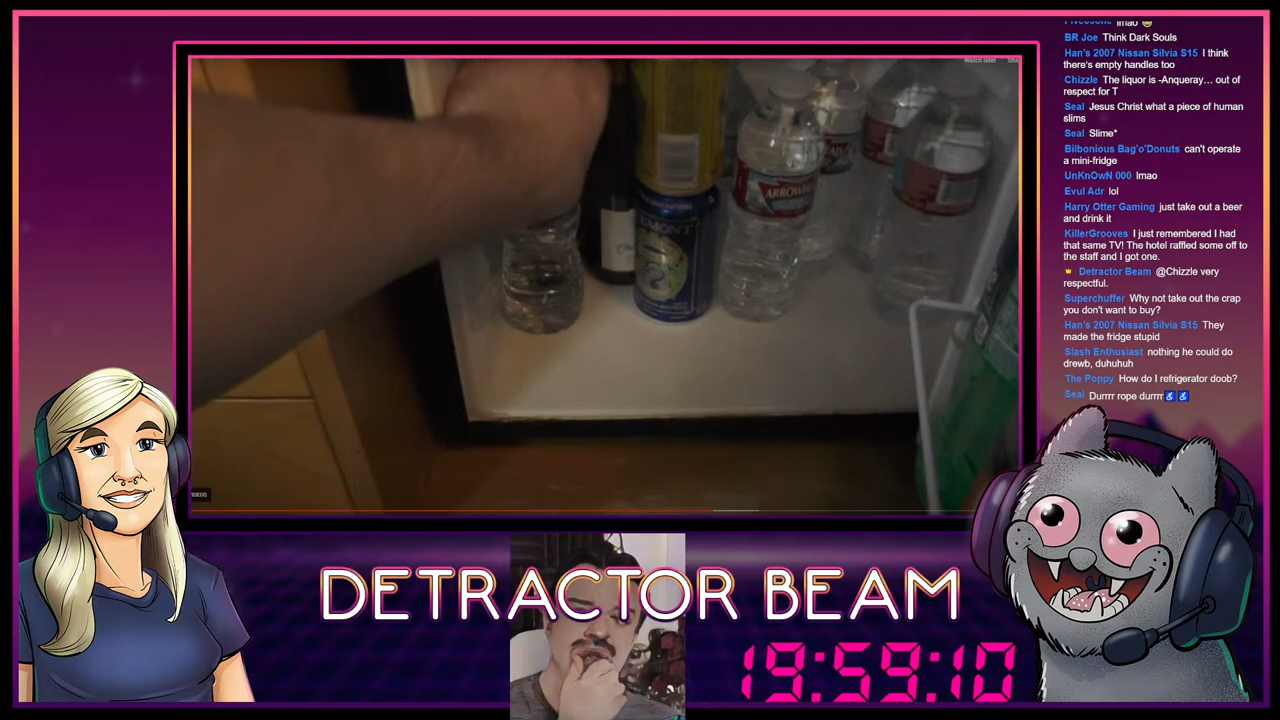 Watch later
lmao
BR Joe Think Dark Souls
Han's 2007 Nissan Silvia S15 I think
there's empty handles too
Chizzle The liquor is -Anqueray... out of
respect for T
Seal Jesus Christ what a piece of human
slims
Seal Slime*
Bilbonious Bag'o'Donuts can't operate
a mini-fridge
UnKnOwN 000 lmao
Evul Adr lol
Harry Otter Gaming just take out a beer
and drink it
KillerGrooves I just remembered I had
that same TV! The hotel raffled some off to
the staff and I got one.
Detractor Beam @Chizzle very
respectful.
Superchuffer Why not take out the crap
you don't want to buy?
Han's 2007 Nissan Silvia S15 They
made the fridge stupid
Slash Enthusiast nothing he could do
drewb, duhuhuh
The Poppy How do I refrigerator doob?
Seal Durrrr rope durrrr
ARROWHEAD
DETRACTOR BEAM
19:59:10